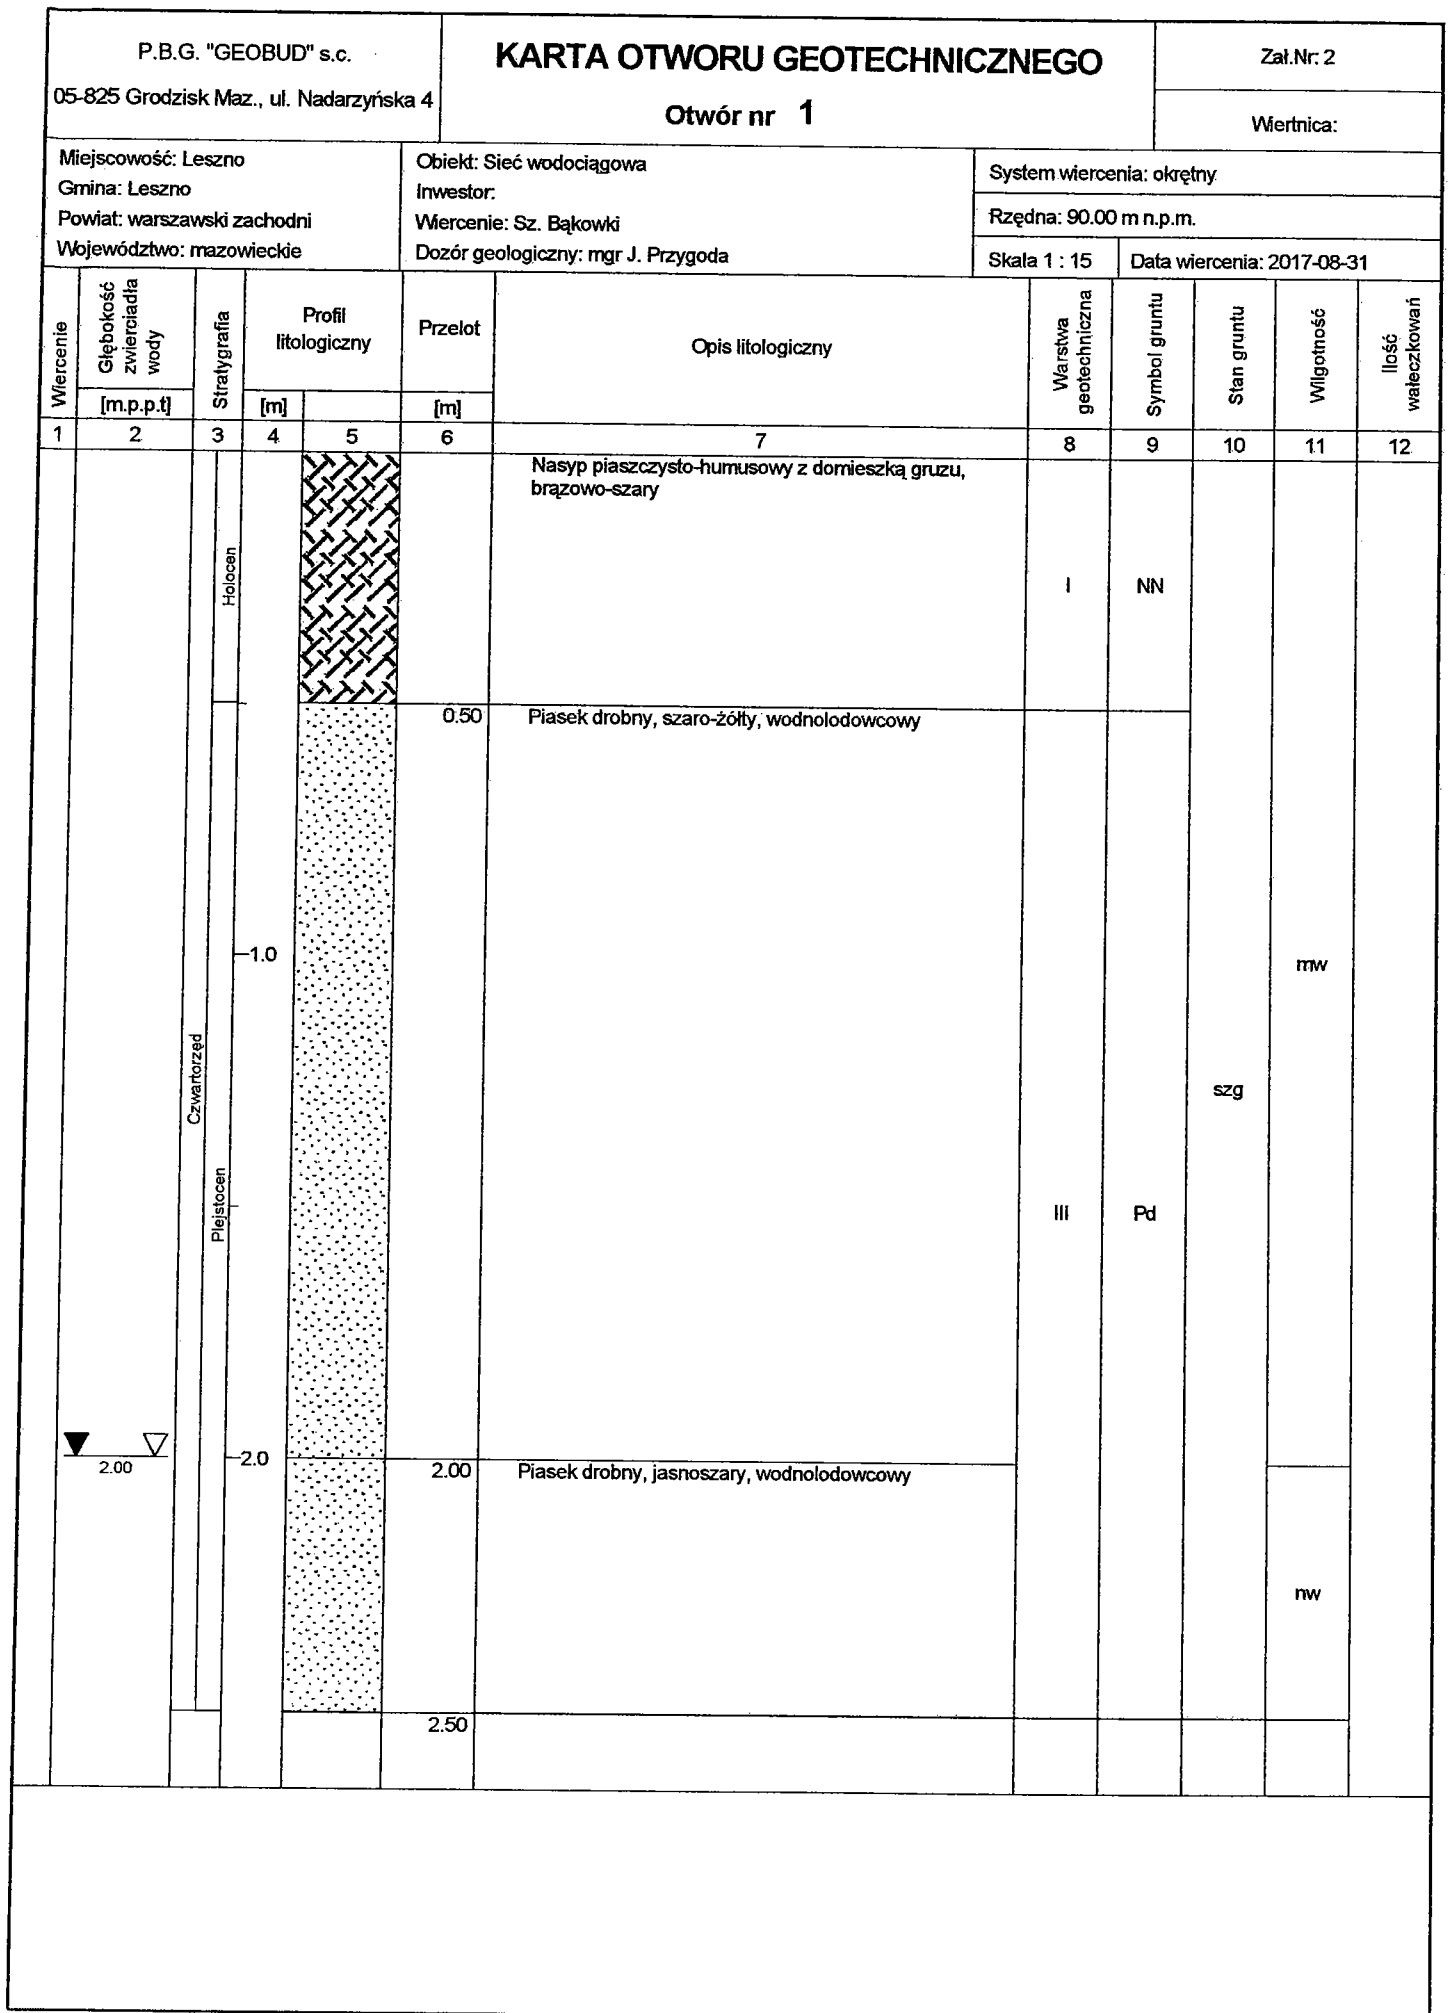 P.B.G. "GEOBUD" s.c.
05-825 Grodzisk Maz., ul. Nadarzyńska 4
KARTA OTWORU GEOTECHNICZNEGO
Otwór nr 1
Zał.Nr: 2
Wiertnica:
Miejscowość: Leszno
Gmina: Leszno
Powiat: warszawski zachodni
Województwo: mazowieckie
Obiekt: Sieć wodociągowa
Inwestor:
Wiercenie: Sz. Bąkowki
Dozór geologiczny: mgr J. Przygoda
System wiercenia: okrętny
Rzędna: 90.00 m n.p.m.
Skala 1 : 15
Data wiercenia: 2017-08-31
Wiercenie
Głębokość
zwierciadła
wody
[m.p.p.t]
Stratygrafia
Profil
litologiczny
[m]
Przelot
[m]
Opis litologiczny
Warstwa
geotechniczna
Symbol gruntu
Stan gruntu
Wilgotność
Ilość
wałeczkowań
1 2 3 4 5 6 7 8 9 10 11 12
Nasyp piaszczysto-humusowy z domieszką gruzu,
brązowo-szary
Holocen
I
NN
0.50
Piasek drobny, szaro-żółty, wodnolodowcowy
1.0
mw
Czwartorzęd
szg
Plejstocen
III
Pd
2.00
2.0
2.00
Piasek drobny, jasnoszary, wodnolodowcowy
nw
2.50